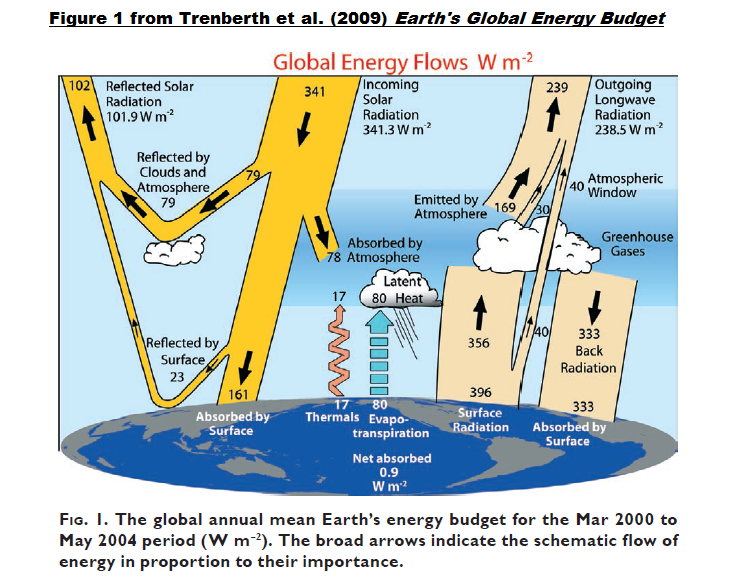 Figure 1 from Trenberth et al. (2009) Earth's Global Energy Budget
Global Energy Flows W m-2
102
Reflected Solar
Radiation
101.9 W m-2
341
Incoming
Solar
Radiation
341.3 W m-2
239
Outgoing
Longwave
Radiation
238.5 W m-2
Reflected by
Clouds and
Atmosphere
79
79
Emitted by
Atmosphere
169
30
40
Atmospheric
Window
Greenhouse
Gases
Absorbed by
78 Atmosphere
Latent
80 Heat
17
356
40
333
Back
Radiation
Reflected by
Surface
23
161
Absorbed by
Surface
17
Thermals
80
Evapo-
transpiration
396
Surface
Radiation
333
Absorbed by
Surface
Net absorbed
0.9
W m-2
FIG. 1. The global annual mean Earth's energy budget for the Mar 2000 to
May 2004 period (W m-2). The broad arrows indicate the schematic flow of
energy in proportion to their importance.